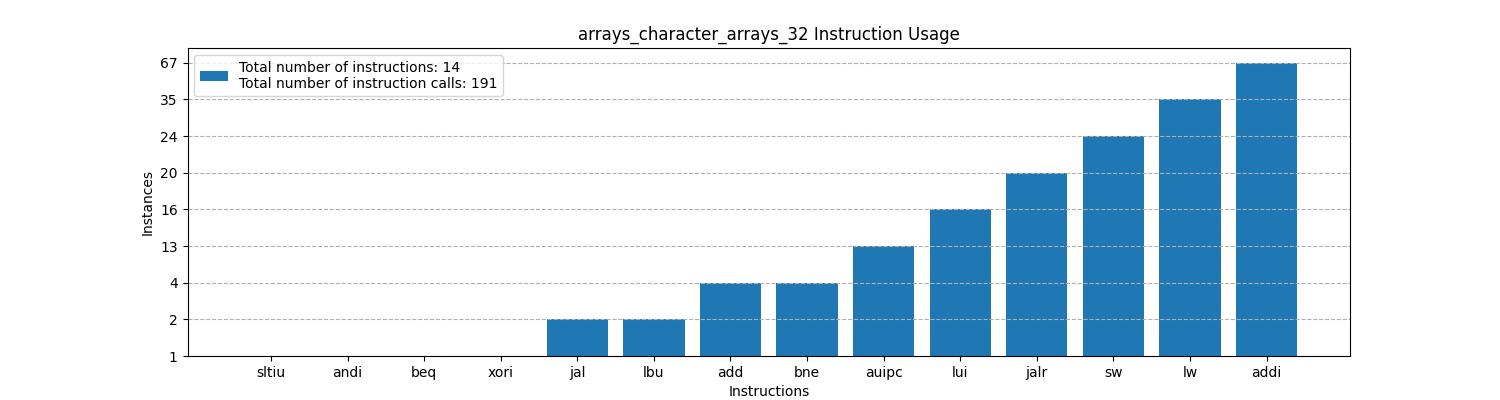 arrays_character_arrays_32 Instruction Usage
Total number of instructions: 14
Total number of instruction calls: 191
67
35
24
20
16
13
4
2
1
Instances
sltiu andi beq xori jal lbu add bne auipc lui jalr sw lw addi
Instructions